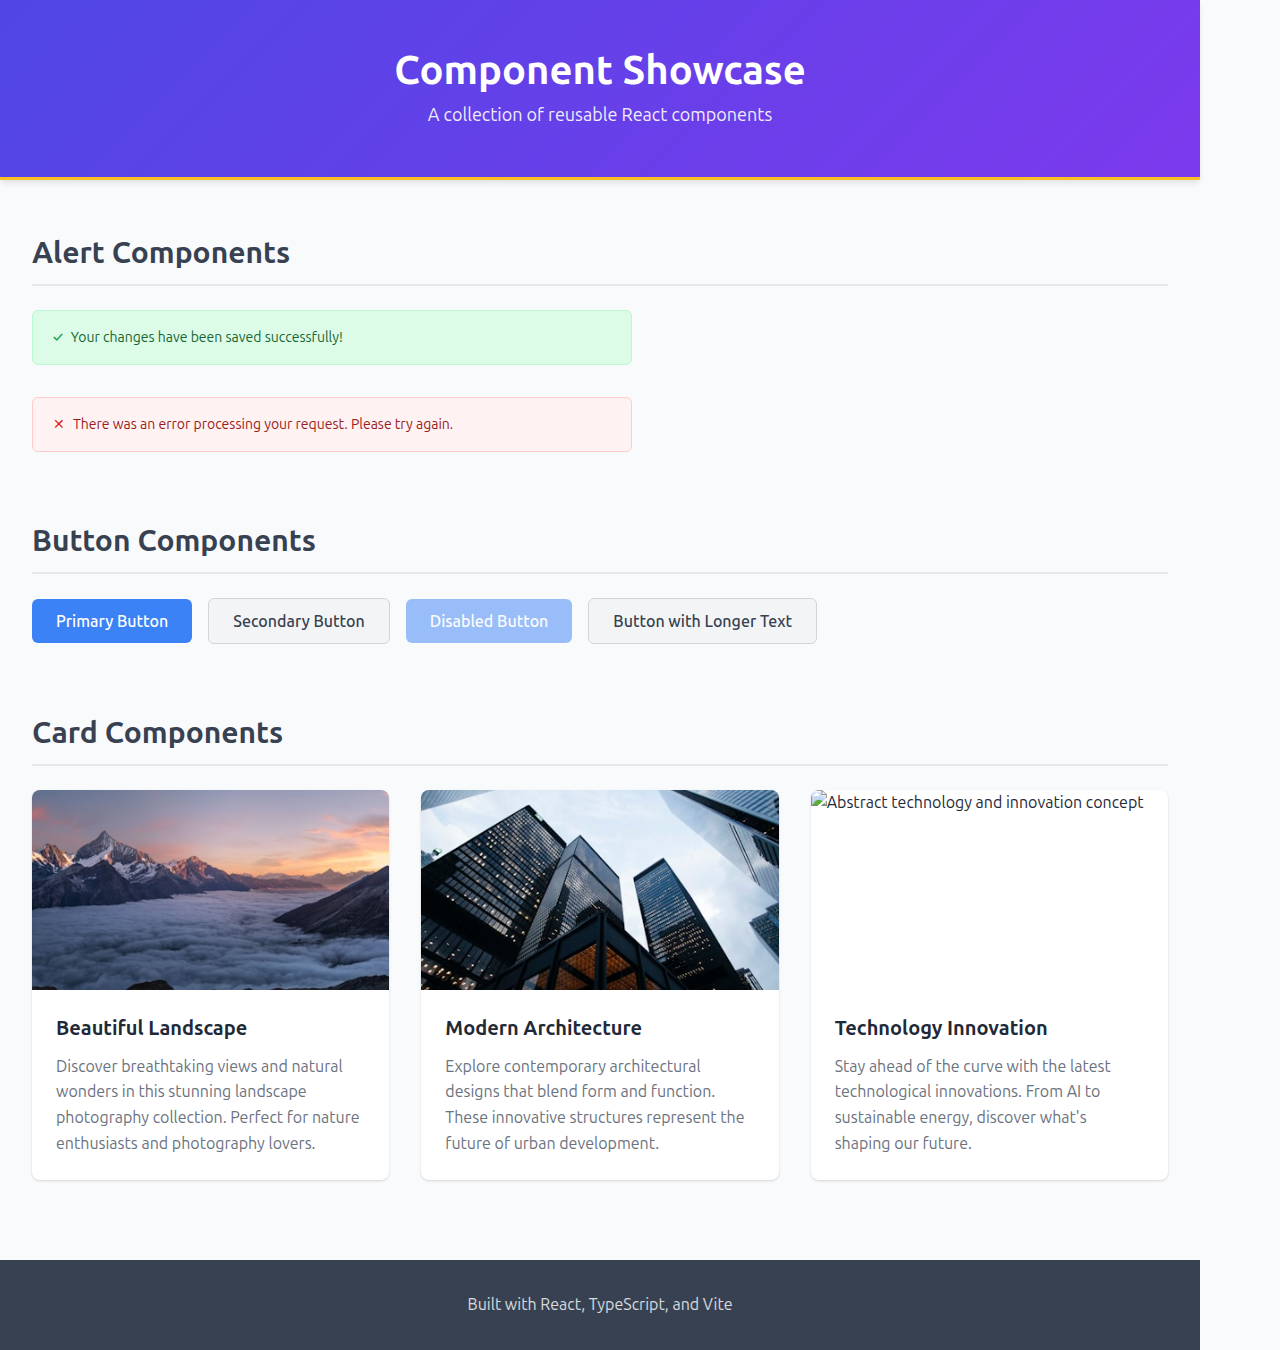 Component Showcase
A collection of reusable React components
Alert Components
✓ Your changes have been saved successfully!
✕ There was an error processing your request. Please try again.
Button Components
Primary Button
Secondary Button
Disabled Button
Button with Longer Text
Card Components
Abstract technology and innovation concept
Beautiful Landscape
Discover breathtaking views and natural
wonders in this stunning landscape
photography collection. Perfect for nature
enthusiasts and photography lovers.
Modern Architecture
Explore contemporary architectural
designs that blend form and function.
These innovative structures represent the
future of urban development.
Technology Innovation
Stay ahead of the curve with the latest
technological innovations. From AI to
sustainable energy, discover what's
shaping our future.
Built with React, TypeScript, and Vite